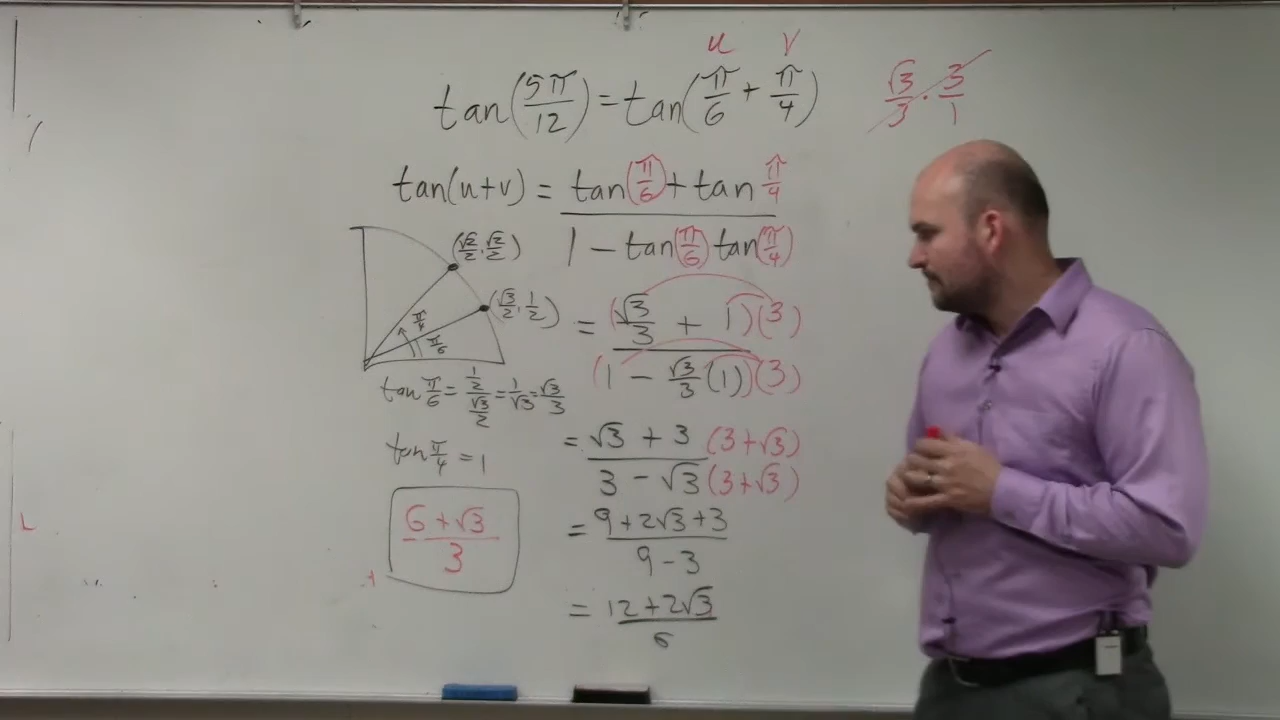 u v
tan(5π/12) = tan(π/6 + π/4)
√3/3 · 3/1
tan(u+v) = (tan(π/6) + tan π/4)/(1 − tan(π/6) tan(π/4))
(√2/2, √2/2)
(√3/2, 1/2)
π/4
π/6
= (√3/3 + 1)(3)/(1 − √3/3 (1))(3)
tan π/6 = (1/2)/(√3/2) = 1/√3 = √3/3
tan π/4 = 1
= √3 + 3 (3+√3)/3 − √3 (3+√3)
= (9 + 2√3 + 3)/(9 − 3)
= (12 + 2√3)/6
(6 + √3)/3